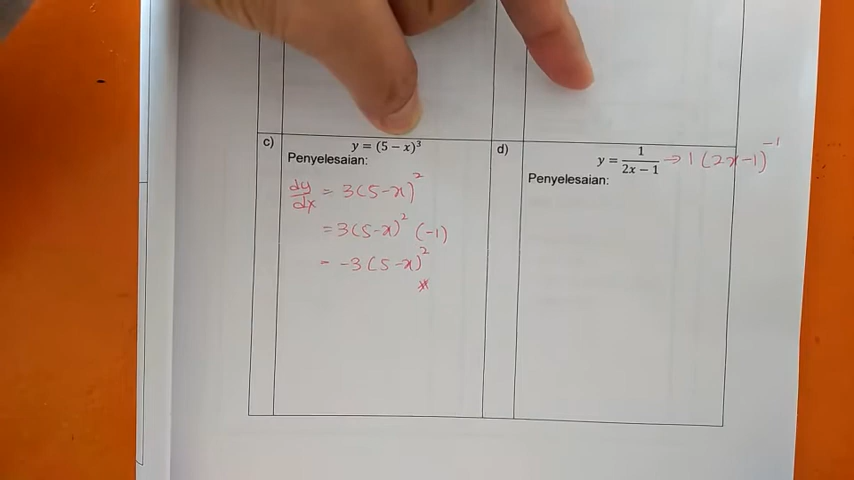 c)
y = (5 − x)³
Penyelesaian:
dy/dx = 3(5-x)²
= 3(5-x)² (-1)
= -3(5-x)²
d)
y = 1/(2x − 1) → 1(2x-1)⁻¹
Penyelesaian: